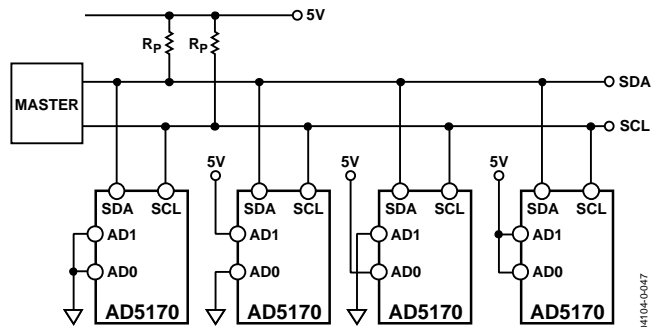 5V
RP RP
MASTER
SDA
SCL
5V 5V 5V
SDA SCL SDA SCL SDA SCL SDA SCL
AD1 AD1 AD1 AD1
AD0 AD0 AD0 AD0
AD5170 AD5170 AD5170 AD5170
04104-0-047